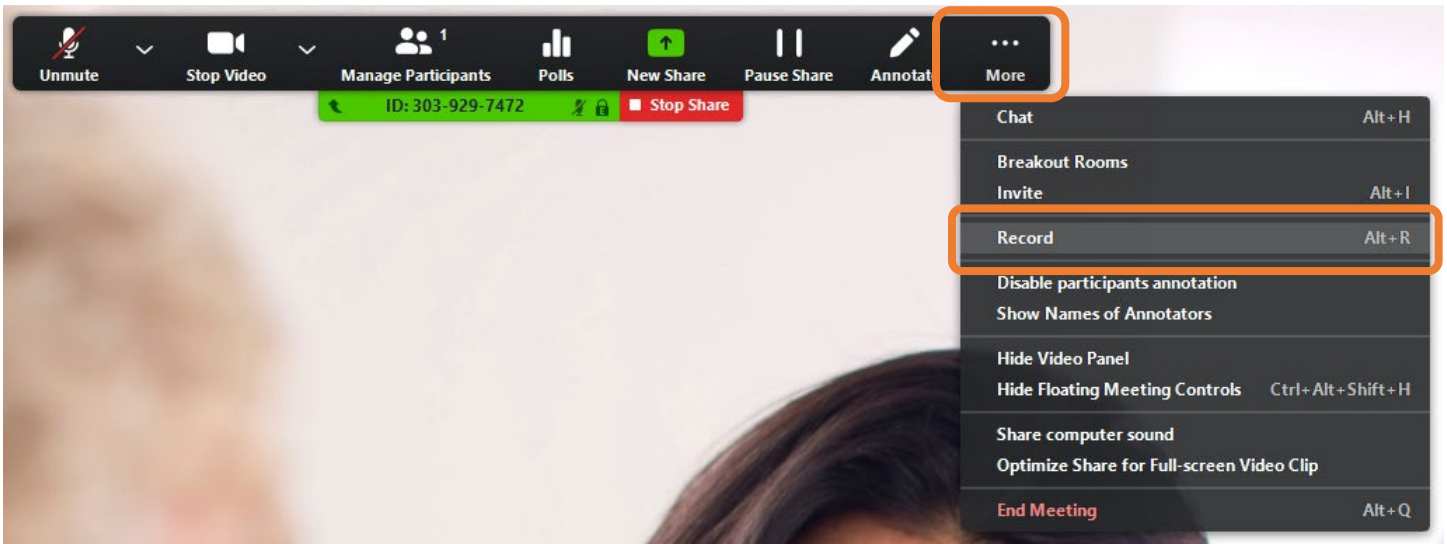 1
Unmute Stop Video Manage Participants Polls New Share Pause Share Annotat More
ID: 303-929-7472 Stop Share
Chat Alt+H
Breakout Rooms
Invite Alt+I
Record Alt+R
Disable participants annotation
Show Names of Annotators
Hide Video Panel
Hide Floating Meeting Controls Ctrl+Alt+Shift+H
Share computer sound
Optimize Share for Full-screen Video Clip
End Meeting Alt+Q